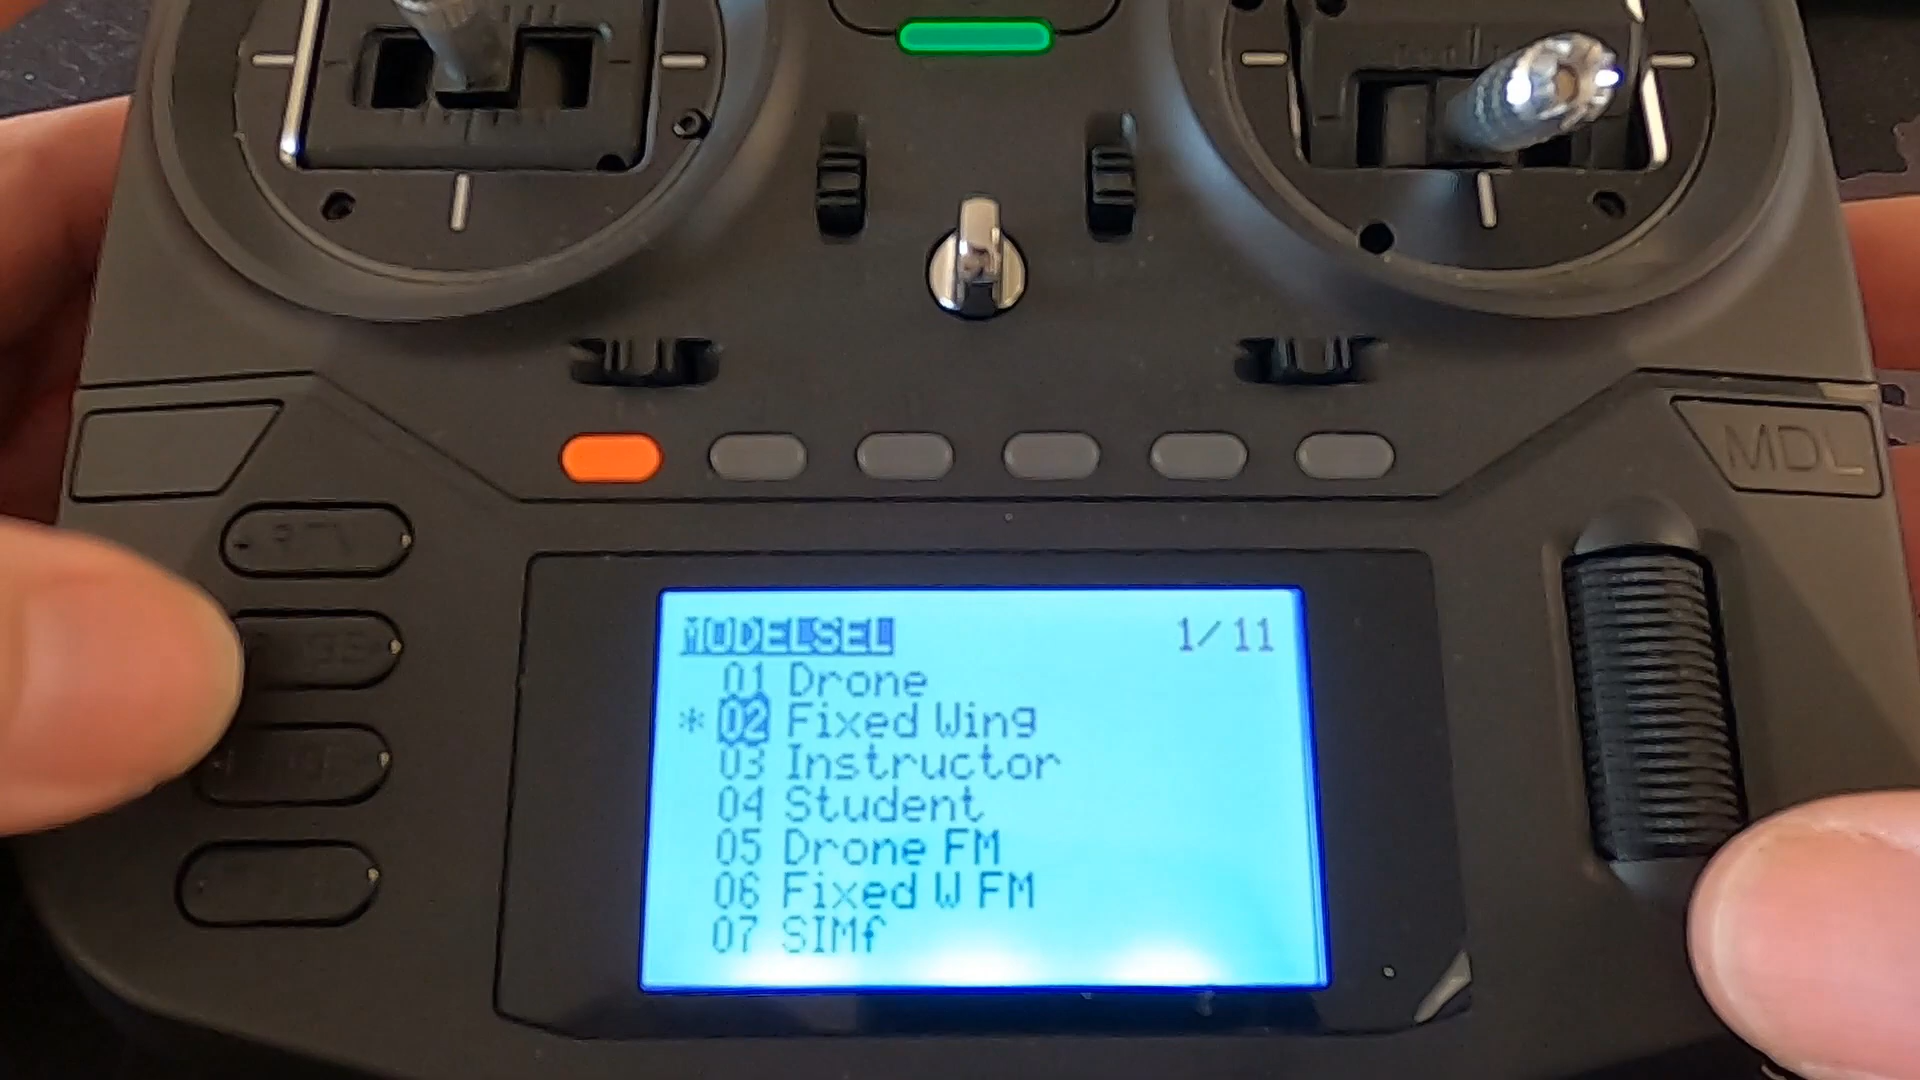 MDL
MODELSEL 1/11
01 Drone
* 02 Fixed Wing
03 Instructor
04 Student
05 Drone FM
06 Fixed W FM
07 SIMf